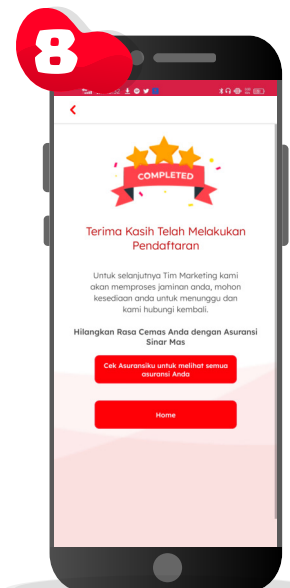 8
COMPLETED
Terima Kasih Telah Melakukan
Pendaftaran
Untuk selanjutnya Tim Marketing kami
akan memproses jaminan anda, mohon
kesediaan anda untuk menunggu dan
kami hubungi kembali.
Hilangkan Rasa Cemas Anda dengan Asuransi
Sinar Mas
Cek Asuransiku untuk melihat semua
asuransi Anda
Home